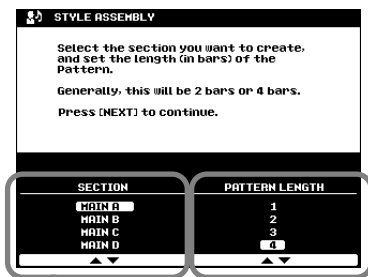 STYLE ASSEMBLY
Select the section you want to create,
and set the length (in bars) of the
Pattern.
Generally, this will be 2 bars or 4 bars.
Press [NEXT] to continue.
SECTION
MAIN A
MAIN B
MAIN C
MAIN D
PATTERN LENGTH
1
2
3
4